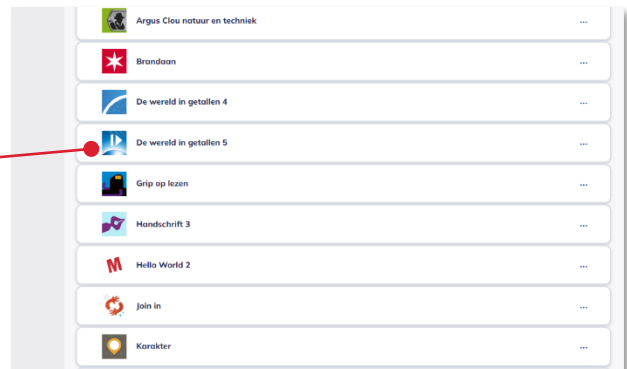 Argus Clou natuur en techniek ...
Brandaan ...
De wereld in getallen 4 ...
De wereld in getallen 5 ...
Grip op lezen ...
Handschrift 3 ...
M Hello World 2 ...
Join in ...
Karakter ...